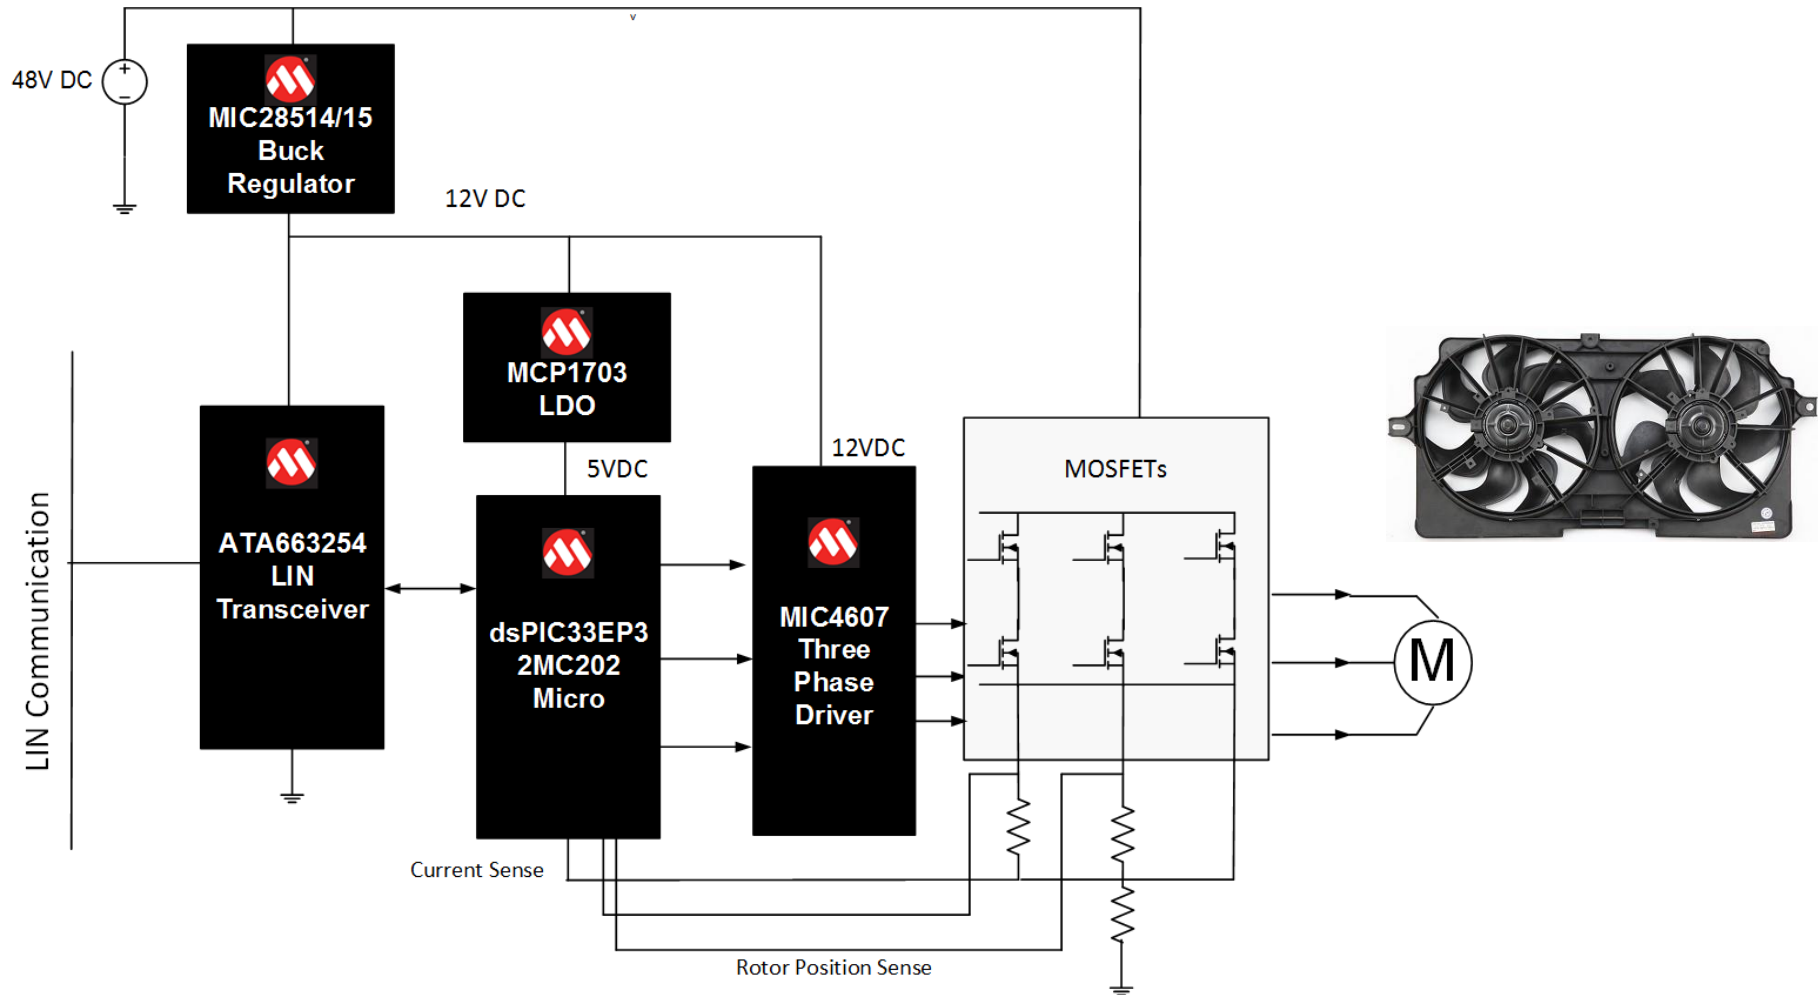 v
48V DC
+
−
MIC28514/15
Buck
Regulator
12V DC
MCP1703
LDO
5VDC
12VDC
MOSFETs
LIN Communication
ATA663254
LIN
Transceiver
dsPIC33EP3
2MC202
Micro
MIC4607
Three
Phase
Driver
M
Current Sense
Rotor Position Sense